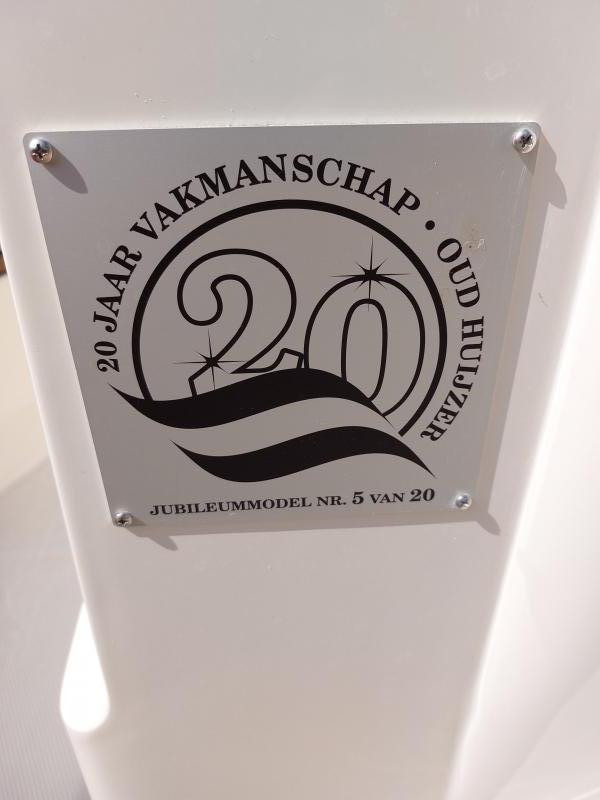 20 JAAR VAKMANSCHAP • OUD HUIJZER
20
JUBILEUMMODEL NR. 5 VAN 20